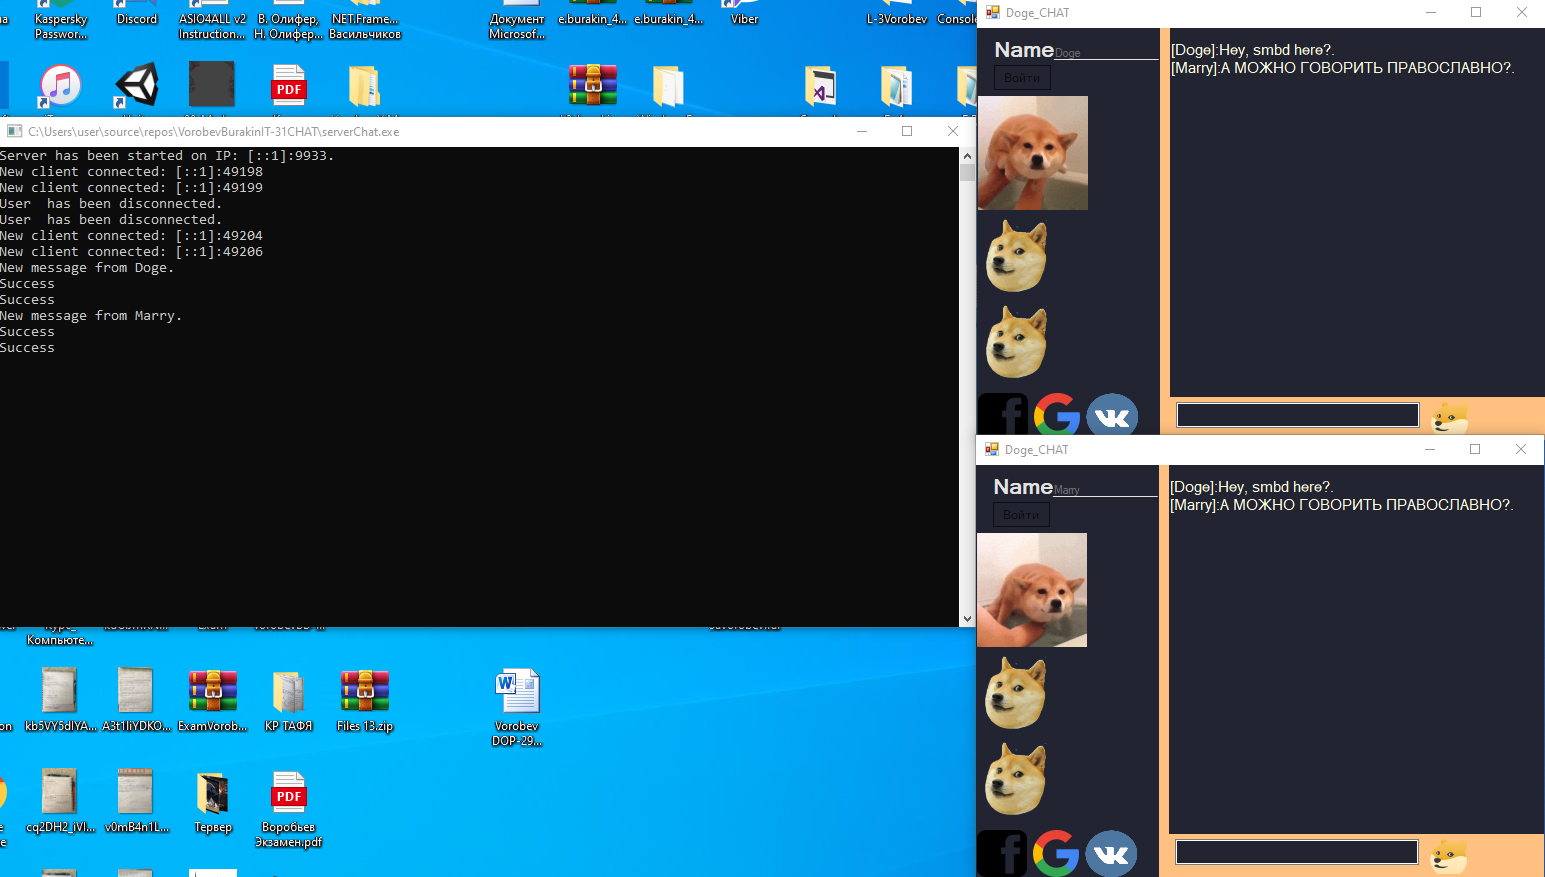 Kaspersky
Passwor...
Discord
ASIO4ALL v2
Instruction...
В. Олифер,
Н. Олифер...
NET.Frame...
Васильчиков
Документ
Microsof...
e.burakin_4...
e.burakin_4...
Viber
L-3Vorobev
Console
PDF
C:\Users\user\source\repos\VorobevBurakinIT-31CHAT\serverChat.exe
Server has been started on IP: [::1]:9933.
New client connected: [::1]:49198
New client connected: [::1]:49199
User  has been disconnected.
User  has been disconnected.
New client connected: [::1]:49204
New client connected: [::1]:49206
New message from Doge.
Success
Success
New message from Marry.
Success
Success
Doge_CHAT
Name Doge
Войти
[Doge]:Hey, smbd here?.
[Marry]:А МОЖНО ГОВОРИТЬ ПРАВОСЛАВНО?.
Doge_CHAT
Name Marry
Войти
[Doge]:Hey, smbd here?.
[Marry]:А МОЖНО ГОВОРИТЬ ПРАВОСЛАВНО?.
Компьюте...
kb5VY5dIYA...
A3t1liYDKO...
ExamVorob...
КР ТАФЯ
Files 13.zip
Vorobev
DOP-29...
cq2DH2_iVI...
v0mB4n1L...
Тервер
PDF
Воробьев
Экзамен.pdf